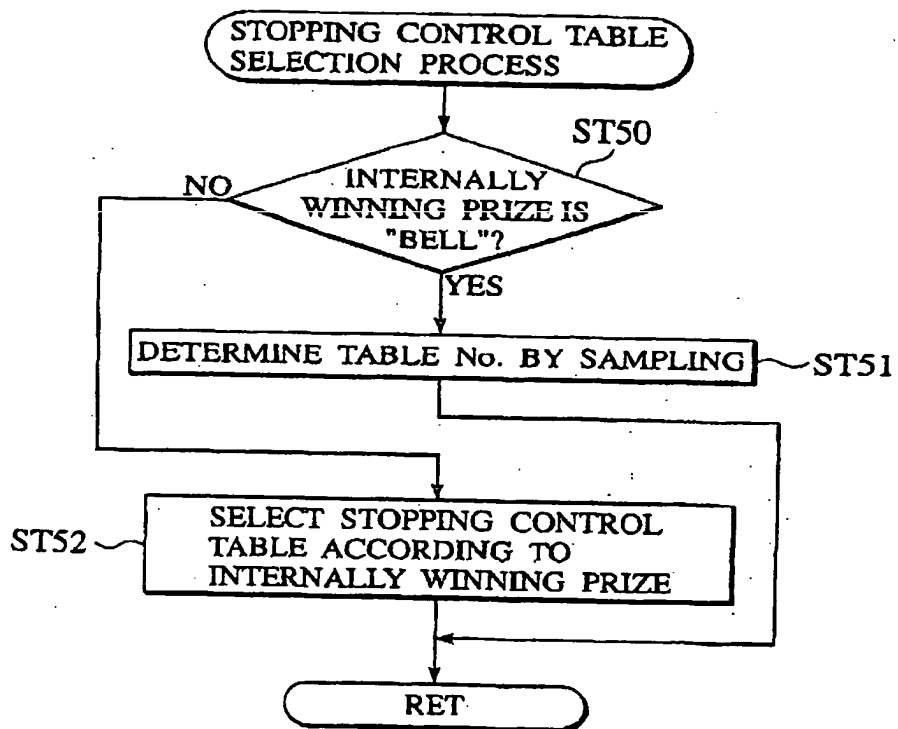 STOPPING CONTROL TABLE
SELECTION PROCESS
ST50
NO
INTERNALLY
WINNING PRIZE IS
"BELL"?
YES
DETERMINE TABLE No. BY SAMPLING
ST51
ST52
SELECT STOPPING CONTROL
TABLE ACCORDING TO
INTERNALLY WINNING PRIZE
RET